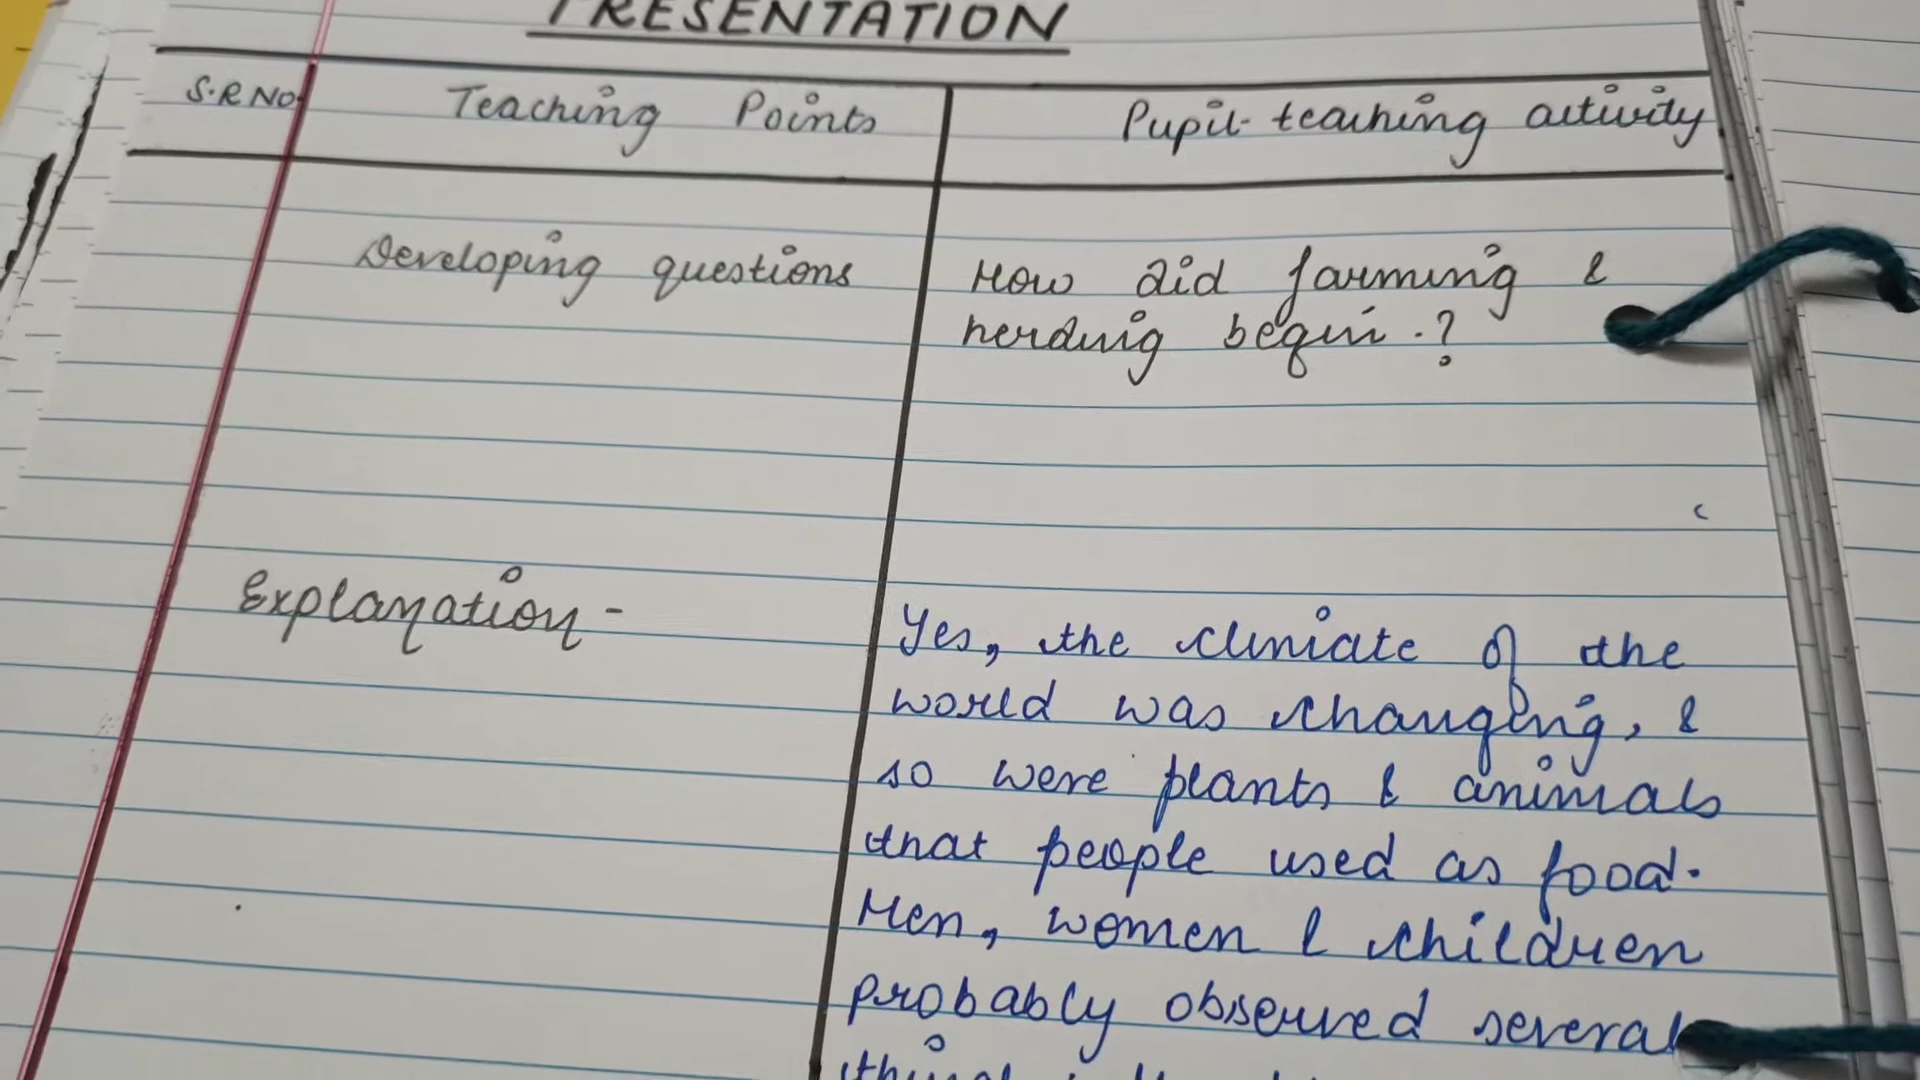 PRESENTATION
S.R NO. Teaching Points Pupil-teaching activity
Developing questions How did farming &
herding begin.?
Explanation - Yes, the climate of the
world was changing, &
so were plants & animals
that people used as food.
Men, women & children
probably observed several